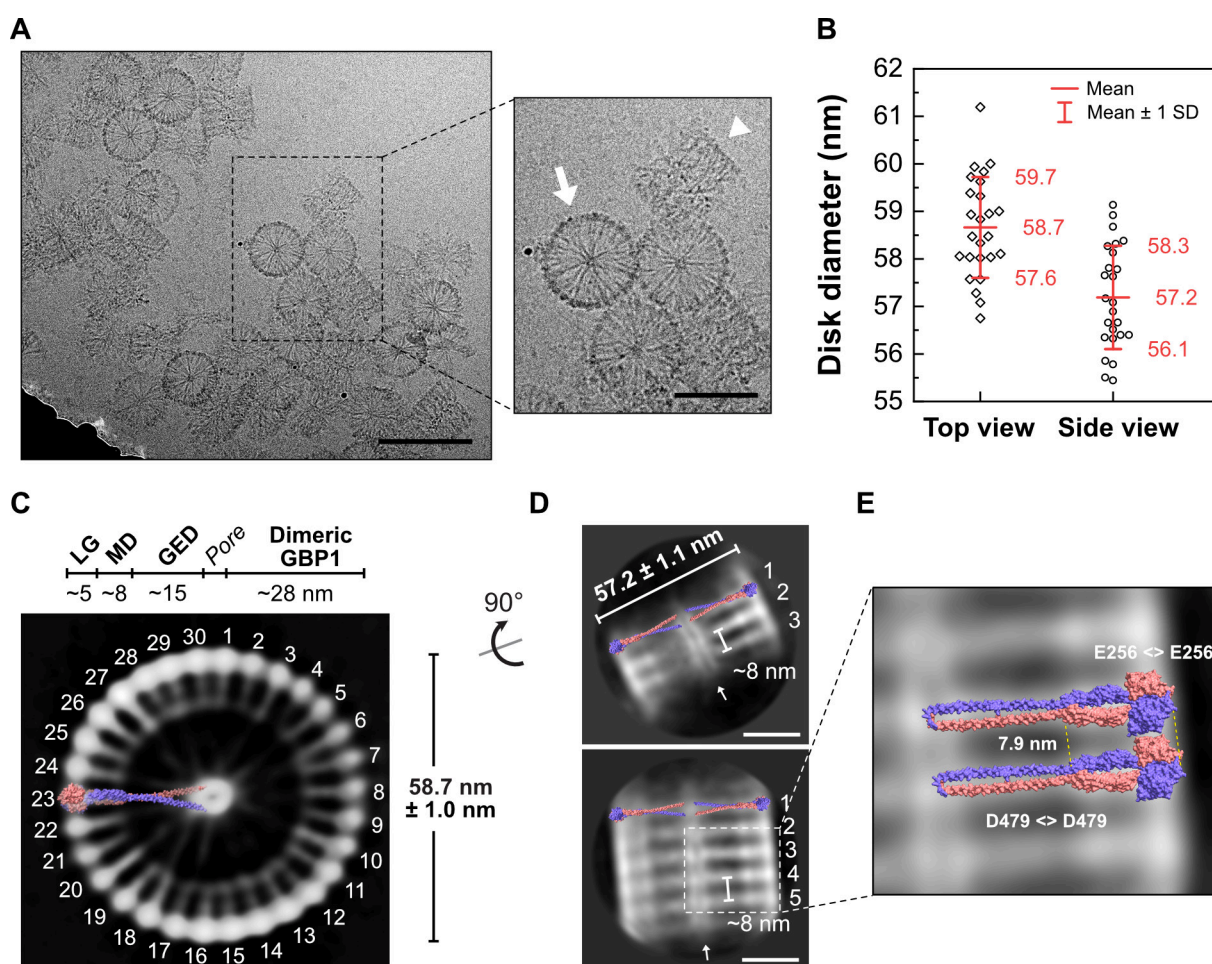 A
B
62
61
60
59
58
57
56
55
Disk diameter (nm)
Mean
Mean ± 1 SD
59.7
58.7
57.6
58.3
57.2
56.1
Top view
Side view
C
LG
MD
GED
Pore
Dimeric
GBP1
~5
~8
~15
~28 nm
90°
30
1
2
3
4
5
6
7
8
9
10
11
12
13
14
15
16
17
18
19
20
21
22
23
24
25
26
27
28
29
58.7 nm
± 1.0 nm
D
57.2 ± 1.1 nm
1
2
3
~8 nm
1
2
3
4
5
~8 nm
E
E256 <> E256
7.9 nm
D479 <> D479